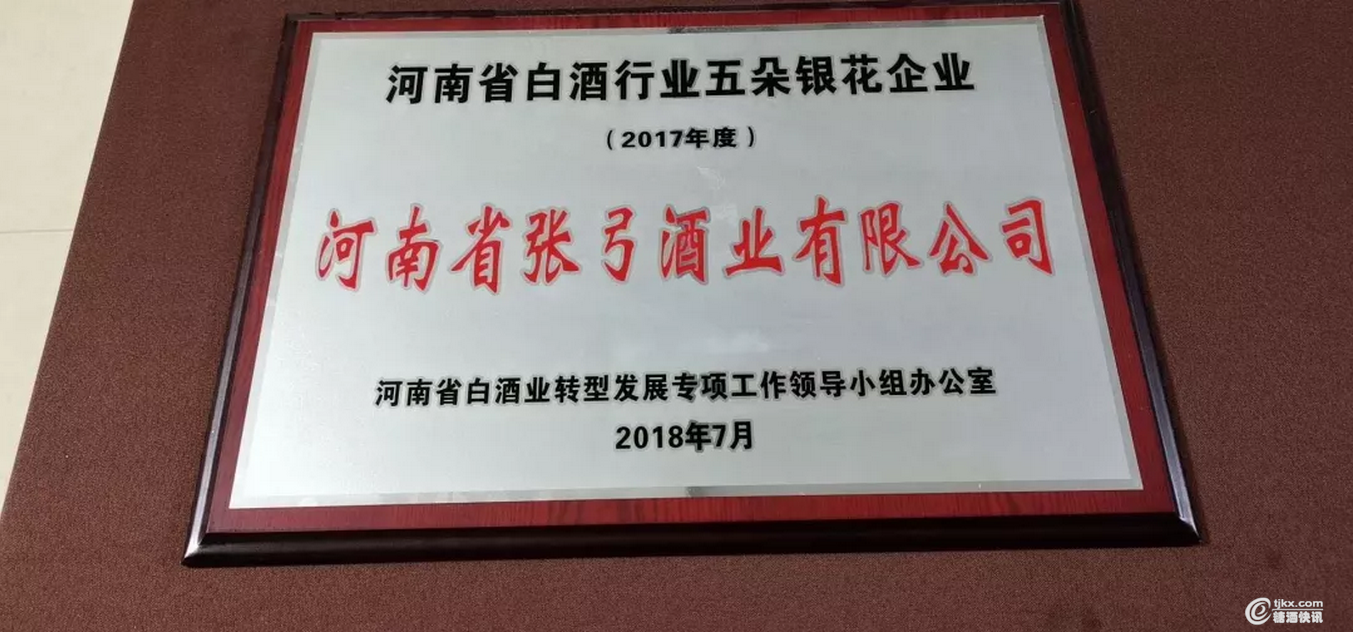 河南省白酒行业五朵银花企业
（2017年度）
河南省张弓酒业有限公司
河南省白酒业转型发展专项工作领导小组办公室
2018年7月
tjkx.com
糖酒快讯